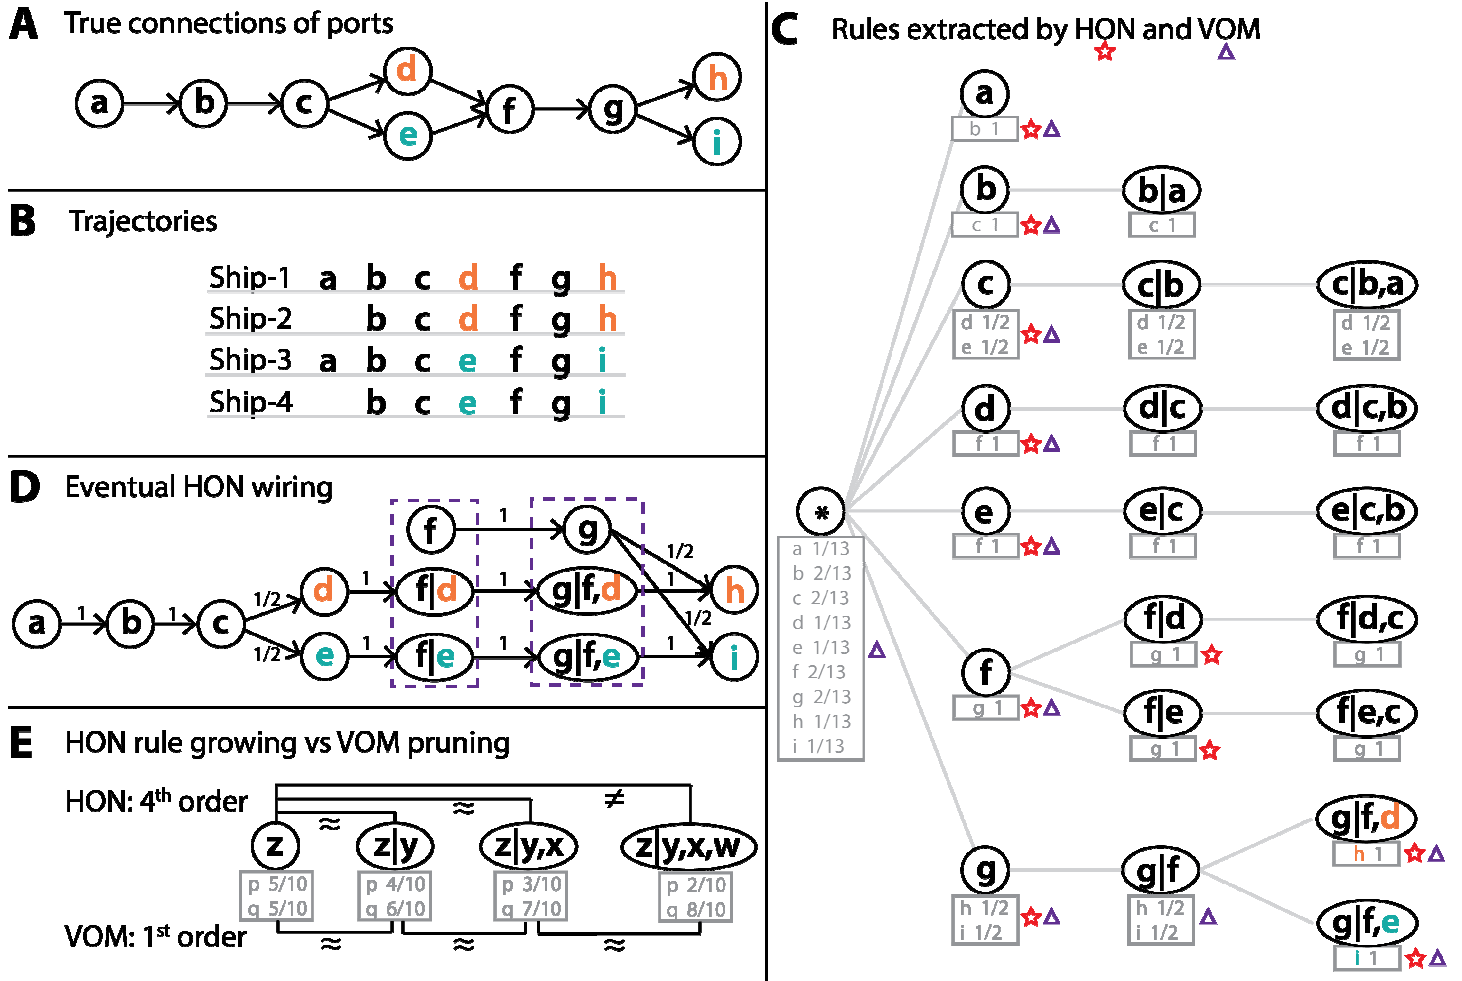 A True connections of ports
a b c d e f g h i
B Trajectories
Ship-1 a b c d f g h
Ship-2 b c d f g h
Ship-3 a b c e f g i
Ship-4 b c e f g i
D Eventual HON wiring
f 1 g
1/2
a 1 b 1 c 1/2 d 1 f|d 1 g|f,d 1 h
1/2 e 1 f|e 1 g|f,e 1 i
1/2
E HON rule growing vs VOM pruning
HON: 4th order
≈ ≈ ≠
z z|y z|y,x z|y,x,w
p 5/10 p 4/10 p 3/10 p 2/10
q 5/10 q 6/10 q 7/10 q 8/10
VOM: 1st order
≈ ≈ ≈
C Rules extracted by HON and VOM
a
b 1
b b|a
c 1 c 1
c c|b c|b,a
d 1/2 d 1/2 d 1/2
e 1/2 e 1/2 e 1/2
d d|c d|c,b
f 1 f 1 f 1
*
a 1/13
b 2/13
c 2/13
d 1/13
e 1/13
f 2/13
g 2/13
h 1/13
i 1/13
e e|c e|c,b
f 1 f 1 f 1
f|d f|d,c
g 1 g 1
f
g 1
f|e f|e,c
g 1 g 1
g|f,d
h 1
g g|f
h 1/2 h 1/2
i 1/2 i 1/2
g|f,e
i 1